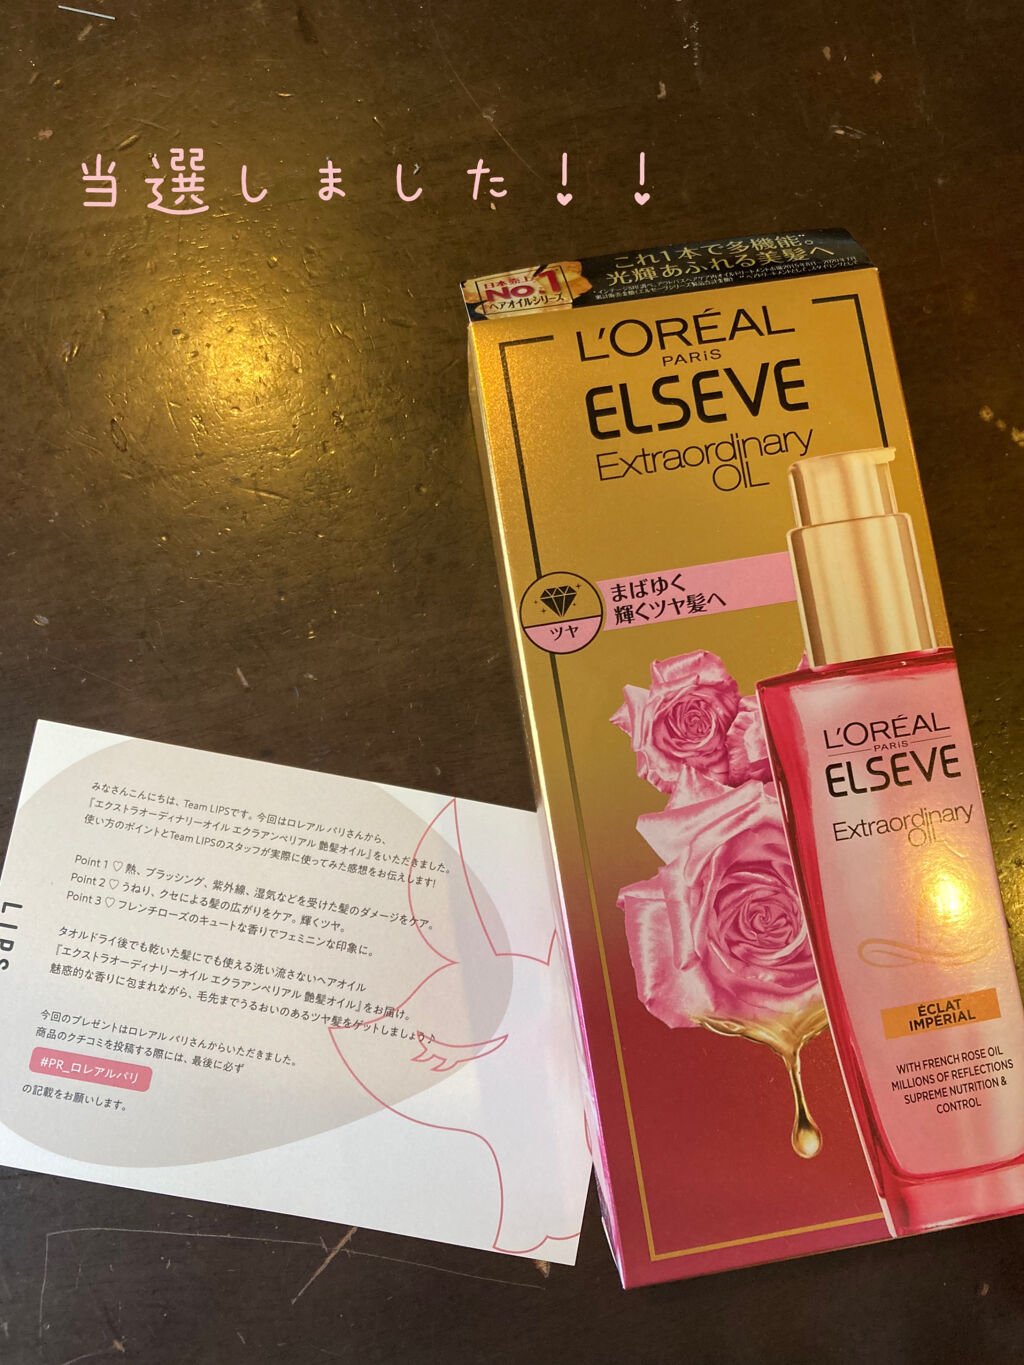 当選しました!!
これ1本で多機能。
光輝あふれる美髪へ
日本売上
No.1
ヘアオイルシリーズ
L'ORÉAL
PARIS
ELSEVE
Extraordinary
OIL
ツヤ
まばゆく
輝くツヤ髪へ
L'ORÉAL
PARIS
ELSEVE
Extraordinary
OIL
ÉCLAT
IMPÉRIAL
WITH FRENCH ROSE OIL
MILLIONS OF REFLECTIONS
SUPREME NUTRITION &
CONTROL
LIPS
みなさんこんにちは、Team LIPSです。今回はロレアル パリさんから、
『エクストラオーディナリーオイル エクラアンペリアル 艶髪オイル』をいただきました。
使い方のポイントとTeam LIPSのスタッフが実際に使ってみた感想をお伝えします!
Point 1 ♡ 熱、ブラッシング、紫外線、湿気などを受けた髪のダメージをケア。
Point 2 ♡ うねり、クセによる髪の広がりをケア。輝くツヤ。
Point 3 ♡ フレンチローズのキュートな香りでフェミニンな印象に。
タオルドライ後でも乾いた髪にでも使える洗い流さないヘアオイル
『エクストラオーディナリーオイル エクラアンペリアル 艶髪オイル』をお届け。
魅惑的な香りに包まれながら、毛先までうるおいのあるツヤ髪をゲットしましょう♪
今回のプレゼントはロレアル パリさんからいただきました。
商品のクチコミを投稿する際には、最後に必ず
#PR_ロレアルパリ
の記載をお願いします。